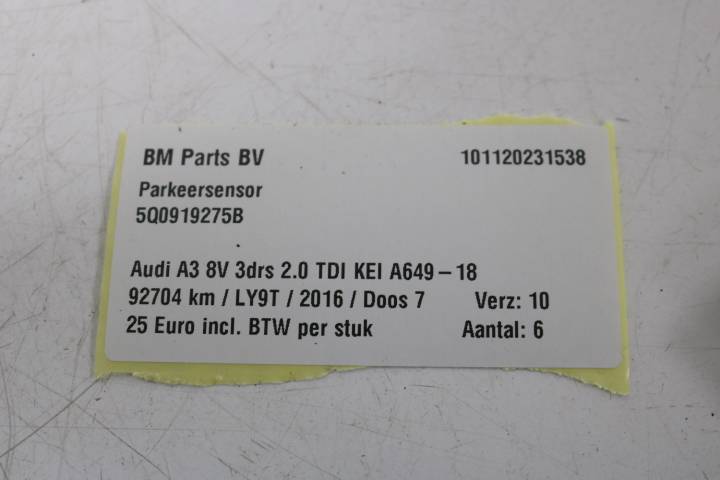 BM Parts BV 101120231538
Parkeersensor
5Q0919275B
Audi A3 8V 3drs 2.0 TDI KEI A649-18
92704 km / LY9T / 2016 / Doos 7 Verz: 10
25 Euro incl. BTW per stuk Aantal: 6